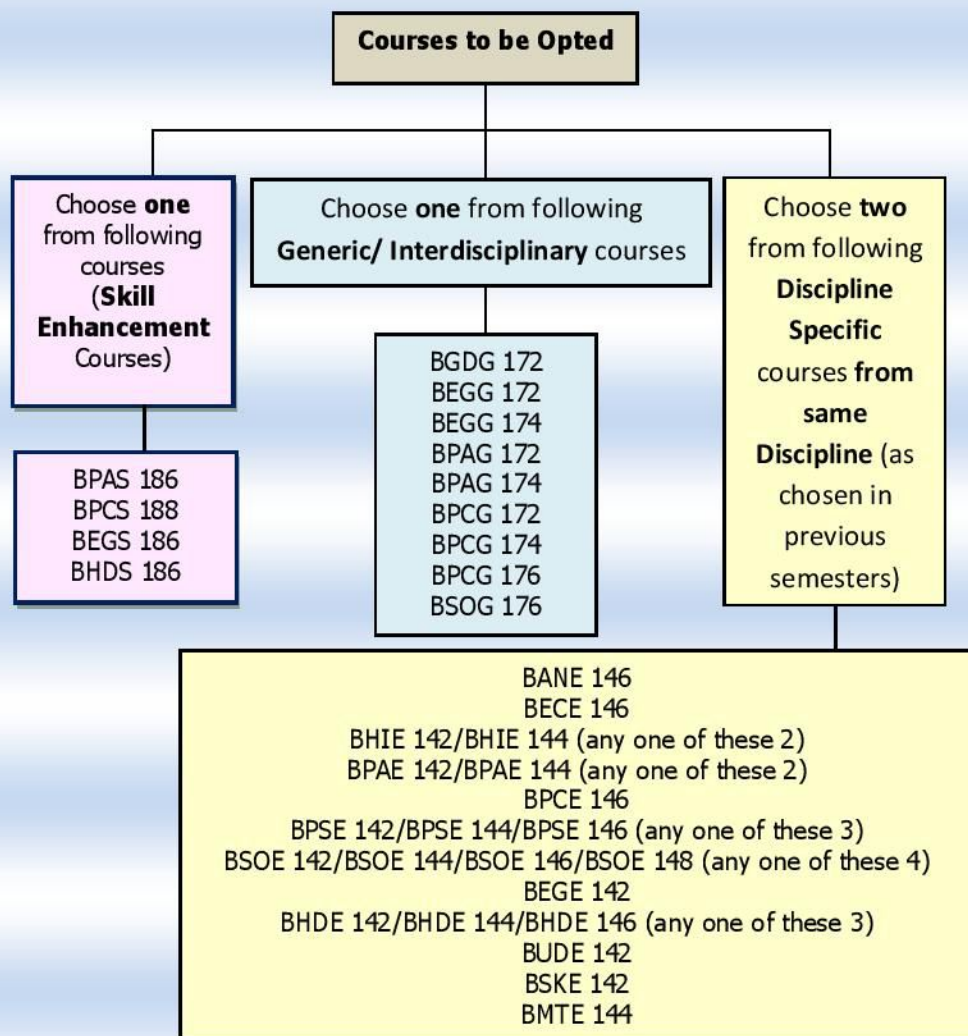 Courses to be Opted
Choose one
from following
courses
(Skill
Enhancement
Courses)
BPAS 186
BPCS 188
BEGS 186
BHDS 186
Choose one from following
Generic/ Interdisciplinary courses
BGDG 172
BEGG 172
BEGG 174
BPAG 172
BPAG 174
BPCG 172
BPCG 174
BPCG 176
BSOG 176
Choose two
from following
Discipline
Specific
courses from
same
Discipline (as
chosen in
previous
semesters)
BANE 146
BECE 146
BHIE 142/BHIE 144 (any one of these 2)
BPAE 142/BPAE 144 (any one of these 2)
BPCE 146
BPSE 142/BPSE 144/BPSE 146 (any one of these 3)
BSOE 142/BSOE 144/BSOE 146/BSOE 148 (any one of these 4)
BEGE 142
BHDE 142/BHDE 144/BHDE 146 (any one of these 3)
BUDE 142
BSKE 142
BMTE 144